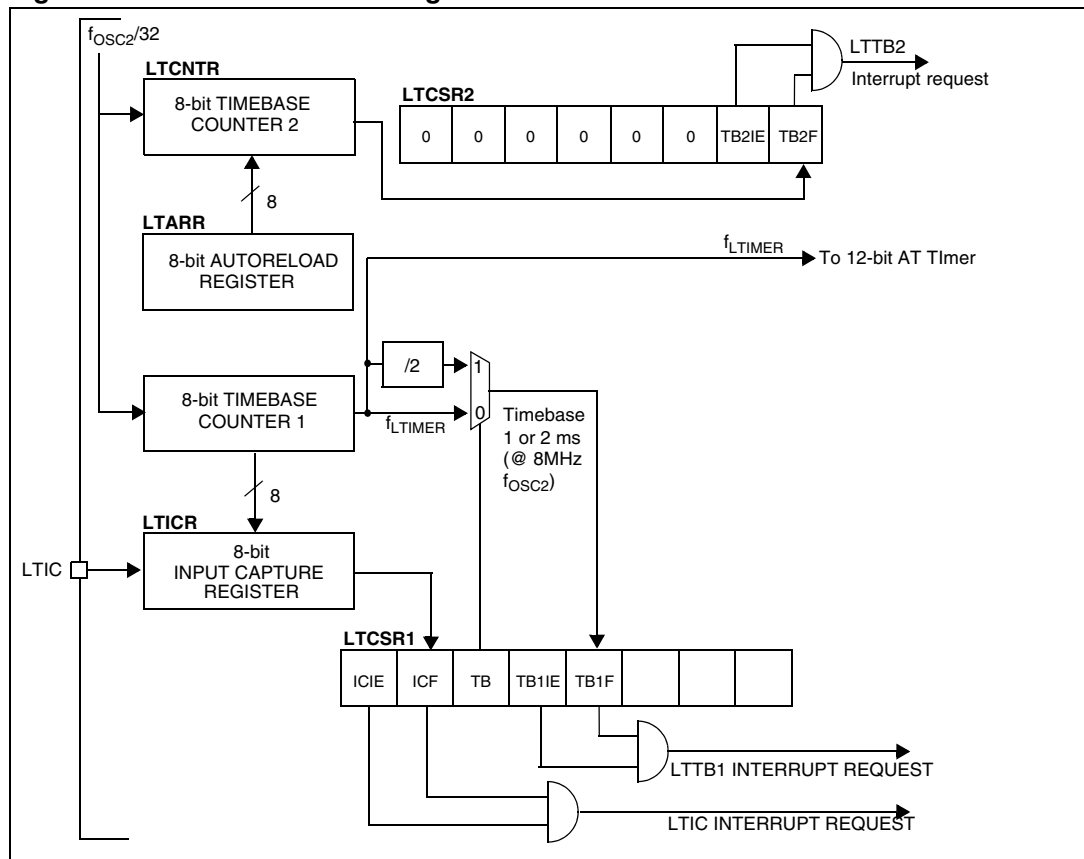 fOSC2/32
LTCNTR
8-bit TIMEBASE
COUNTER 2
8
LTARR
8-bit AUTORELOAD
REGISTER
LTCSR2
0 0 0 0 0 0 TB2IE TB2F
LTTB2
Interrupt request
fLTIMER
To 12-bit AT TImer
/2
1
0
8-bit TIMEBASE
COUNTER 1
fLTIMER
Timebase
1 or 2 ms
(@ 8MHz
fOSC2)
8
LTICR
LTIC
8-bit
INPUT CAPTURE
REGISTER
LTCSR1
ICIE ICF TB TB1IE TB1F
LTTB1 INTERRUPT REQUEST
LTIC INTERRUPT REQUEST